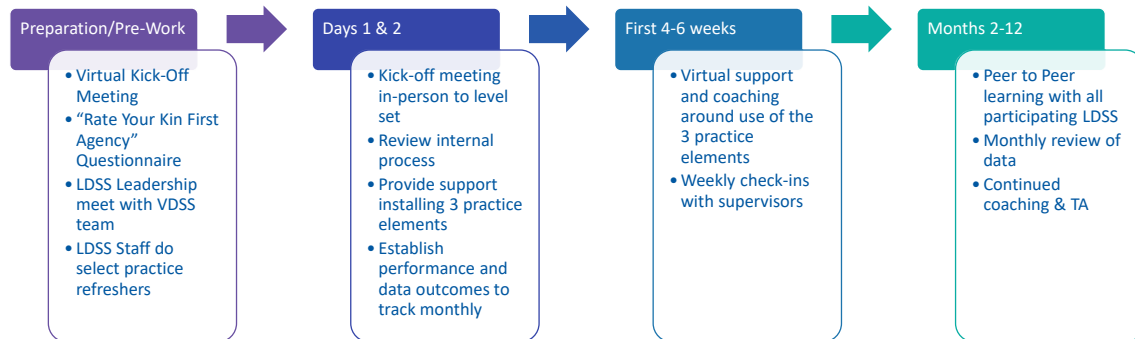 Preparation/Pre-Work
• Virtual Kick-Off
Meeting
• “Rate Your Kin First
Agency”
Questionnaire
• LDSS Leadership
meet with VDSS
team
• LDSS Staff do
select practice
refreshers
Days 1 & 2
• Kick-off meeting
in-person to level
set
• Review internal
process
• Provide support
installing 3 practice
elements
• Establish
performance and
data outcomes to
track monthly
First 4-6 weeks
• Virtual support
and coaching
around use of the
3 practice
elements
• Weekly check-ins
with supervisors
Months 2-12
• Peer to Peer
learning with all
participating LDSS
• Monthly review of
data
• Continued
coaching & TA